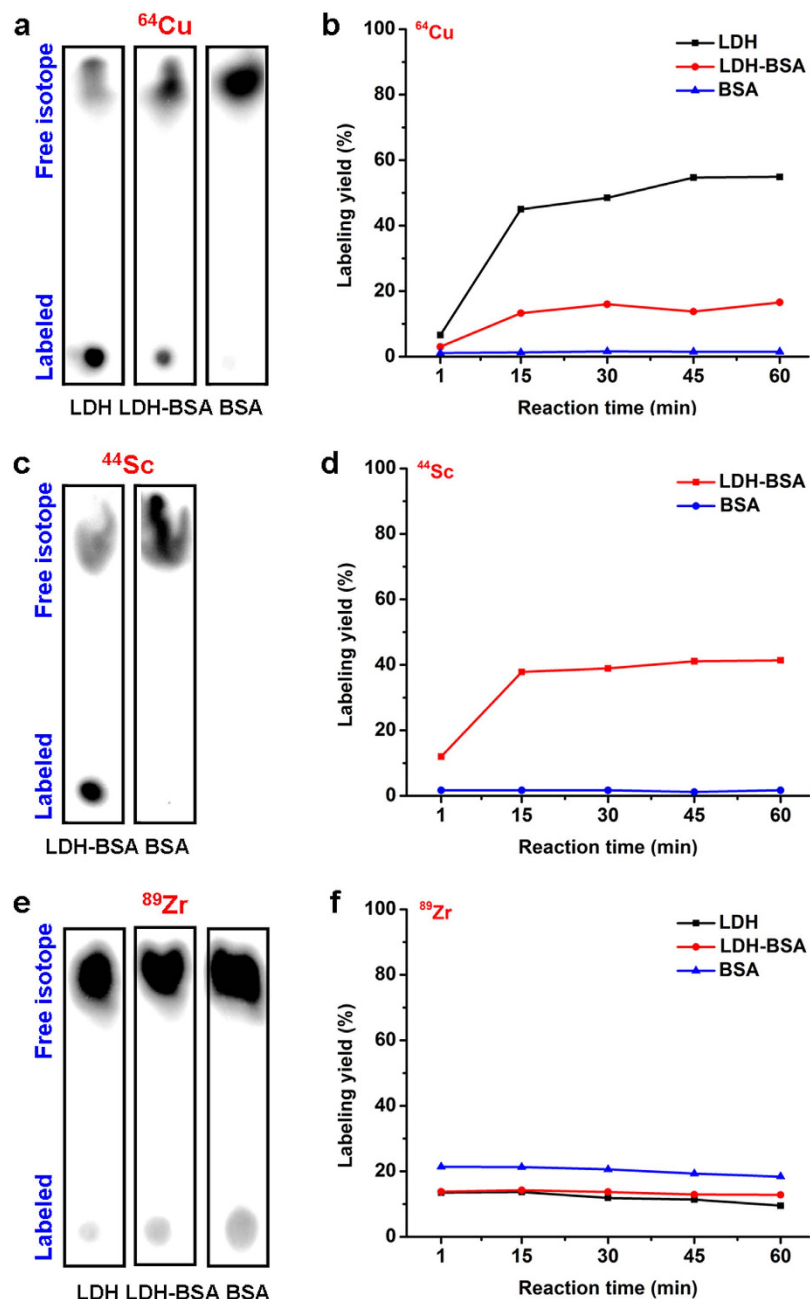 a
⁶⁴Cu
Free isotope
Labeled
LDH LDH-BSA BSA
b
⁶⁴Cu
LDH
LDH-BSA
BSA
100
80
60
40
20
0
Labeling yield (%)
1 15 30 45 60
Reaction time (min)
c
⁴⁴Sc
Free isotope
Labeled
LDH-BSA BSA
d
⁴⁴Sc
LDH-BSA
BSA
100
80
60
40
20
0
Labeling yield (%)
1 15 30 45 60
Reaction time (min)
e
⁸⁹Zr
Free isotope
Labeled
LDH LDH-BSA BSA
f
⁸⁹Zr
LDH
LDH-BSA
BSA
100
80
60
40
20
0
Labeling yield (%)
1 15 30 45 60
Reaction time (min)